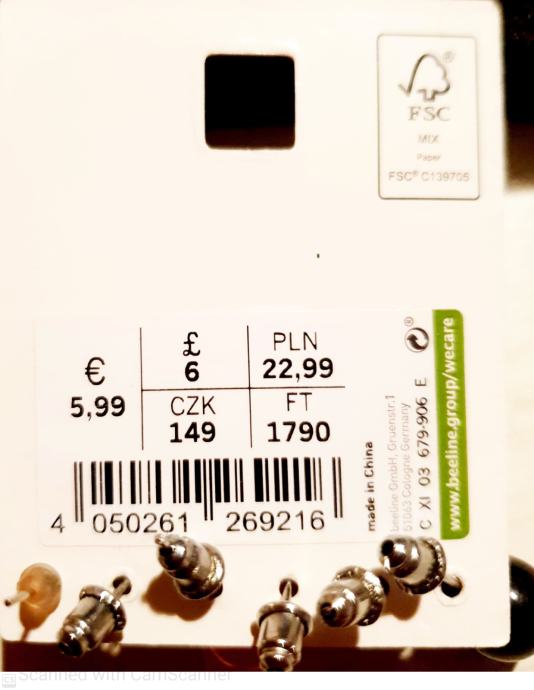 FSC®
MIX
Paper
FSC® C139705
€
5,99
£
6
PLN
22,99
CZK
149
FT
1790
4 050261 269216
made in China
beeline GmbH, Gruenstr.1
51063 Cologne Germany
C XI 03 679-906 E
www.beeline.group/wecare
CS Scanned with CamScanner